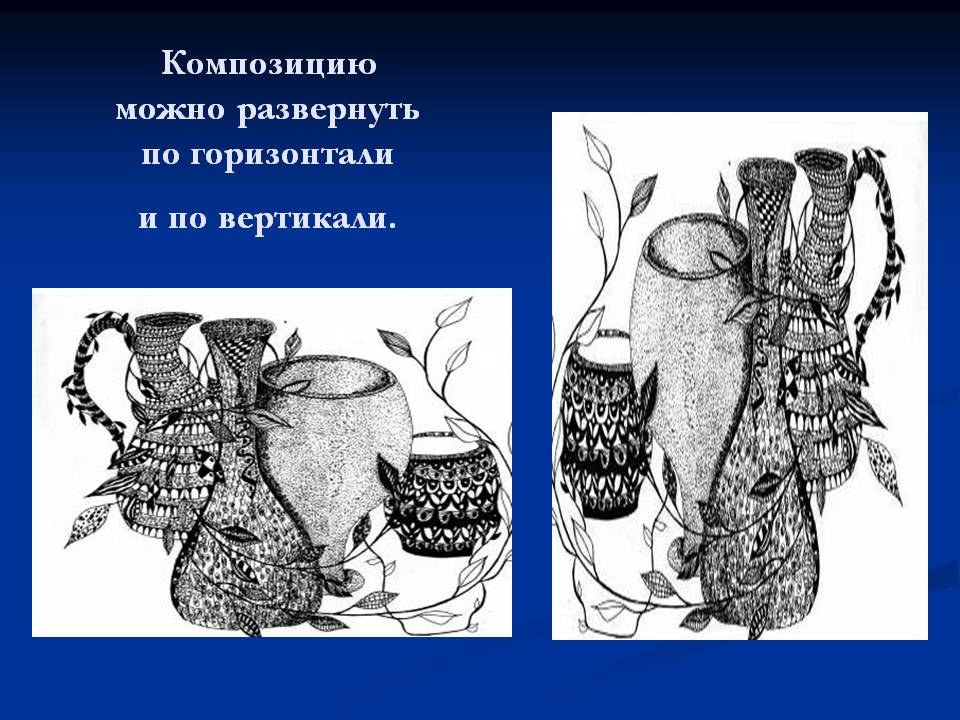 Композицию
можно развернуть
по горизонтали
и по вертикали.